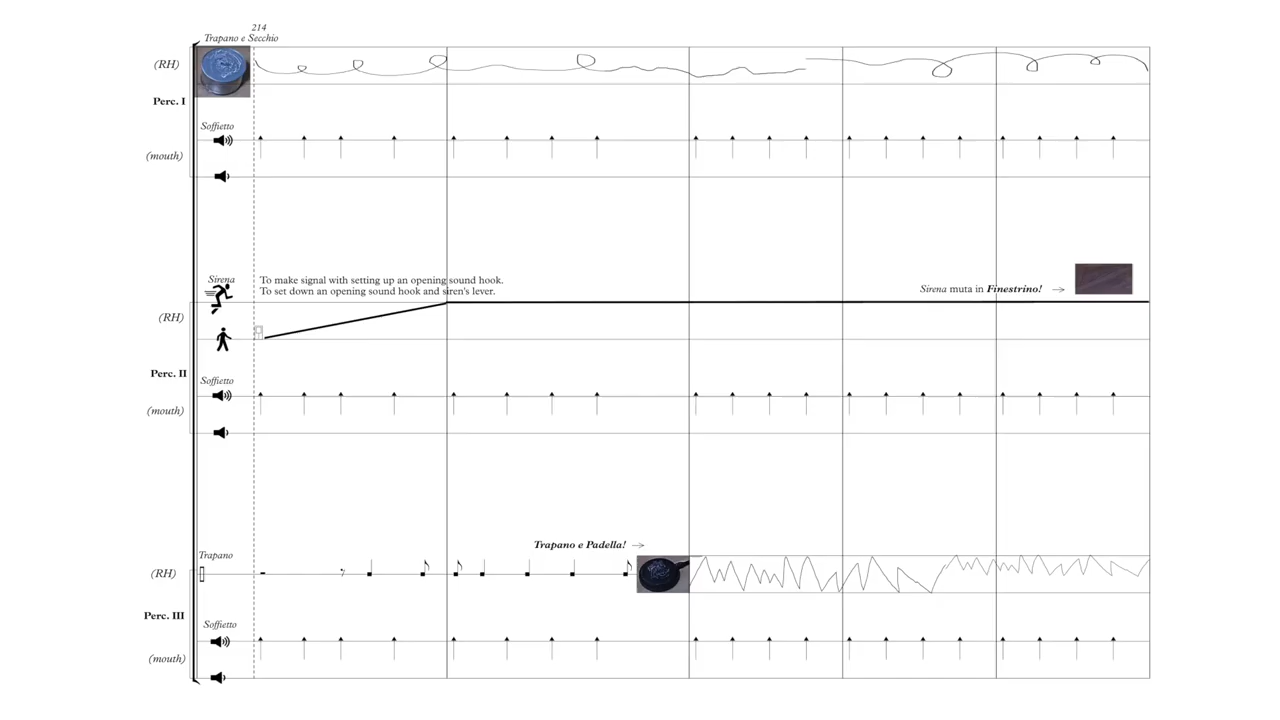 214
Trapano e Secchio
(RH)
Perc. I
Soffietto
(mouth)
Sirena
To make signal with setting up an opening sound hook.
To set down an opening sound hook and siren's lever.
Sirena muta in Finestrino! →
(RH)
Perc. II
Soffietto
(mouth)
Trapano e Padella! →
Trapano
(RH)
Perc. III
Soffietto
(mouth)